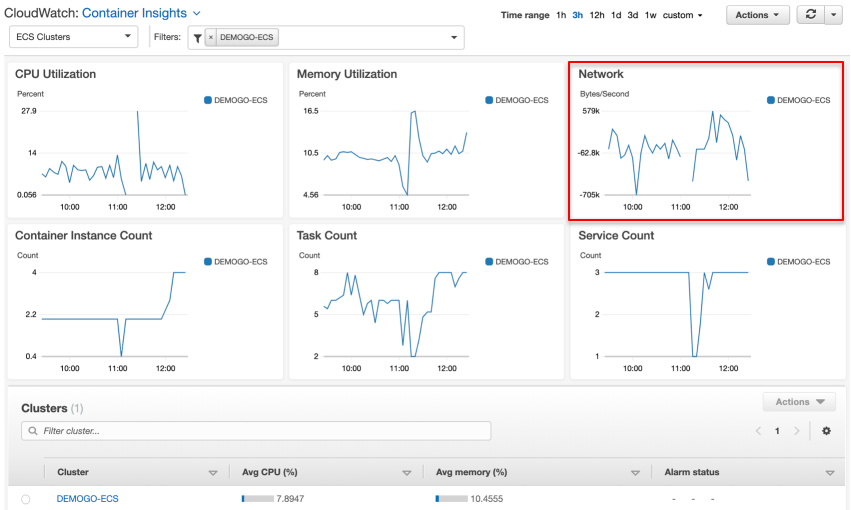 CloudWatch: Container Insights
Time range 1h 3h 12h 1d 3d 1w custom
Actions
ECS Clusters
Filters:
× DEMOGO-ECS
CPU Utilization
Percent
DEMOGO-ECS
27.9
14
0.056
10:00 11:00 12:00
Memory Utilization
Percent
DEMOGO-ECS
16.5
10.5
4.56
10:00 11:00 12:00
Network
Bytes/Second
DEMOGO-ECS
579k
-62.8k
-705k
10:00 11:00 12:00
Container Instance Count
Count
DEMOGO-ECS
4
2.2
0.4
10:00 11:00 12:00
Task Count
Count
DEMOGO-ECS
8
5
2
10:00 11:00 12:00
Service Count
Count
DEMOGO-ECS
3
2
1
10:00 11:00 12:00
Clusters (1)
Actions
Filter cluster...
1
Cluster Avg CPU (%) Avg memory (%) Alarm status
DEMOGO-ECS 7.8947 10.4555 - - -